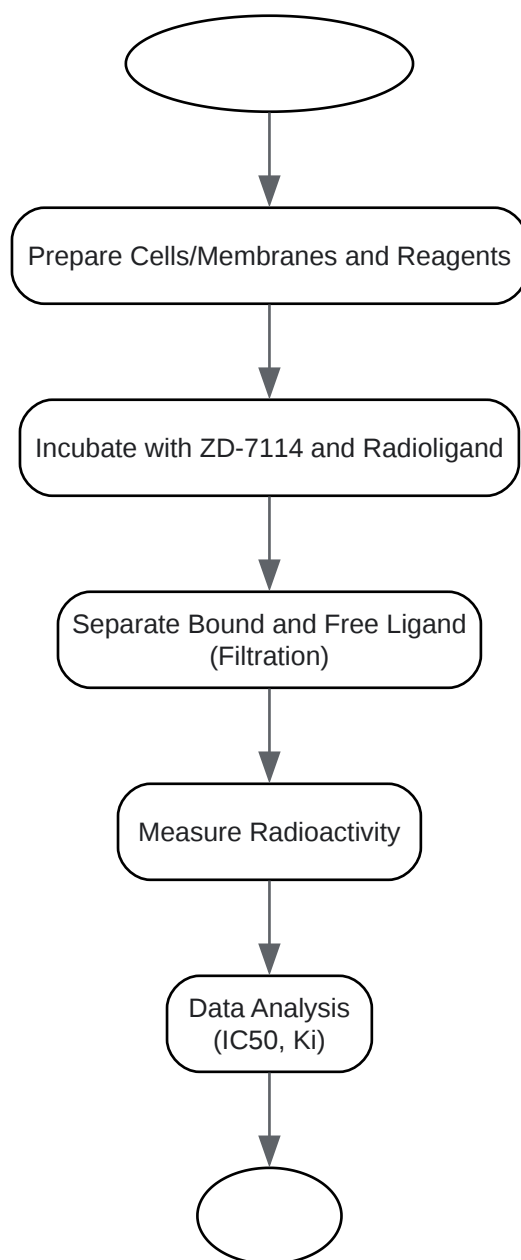 Prepare Cells/Membranes and Reagents
Incubate with ZD-7114 and Radioligand
Separate Bound and Free Ligand
(Filtration)
Measure Radioactivity
Data Analysis
(IC50, Ki)